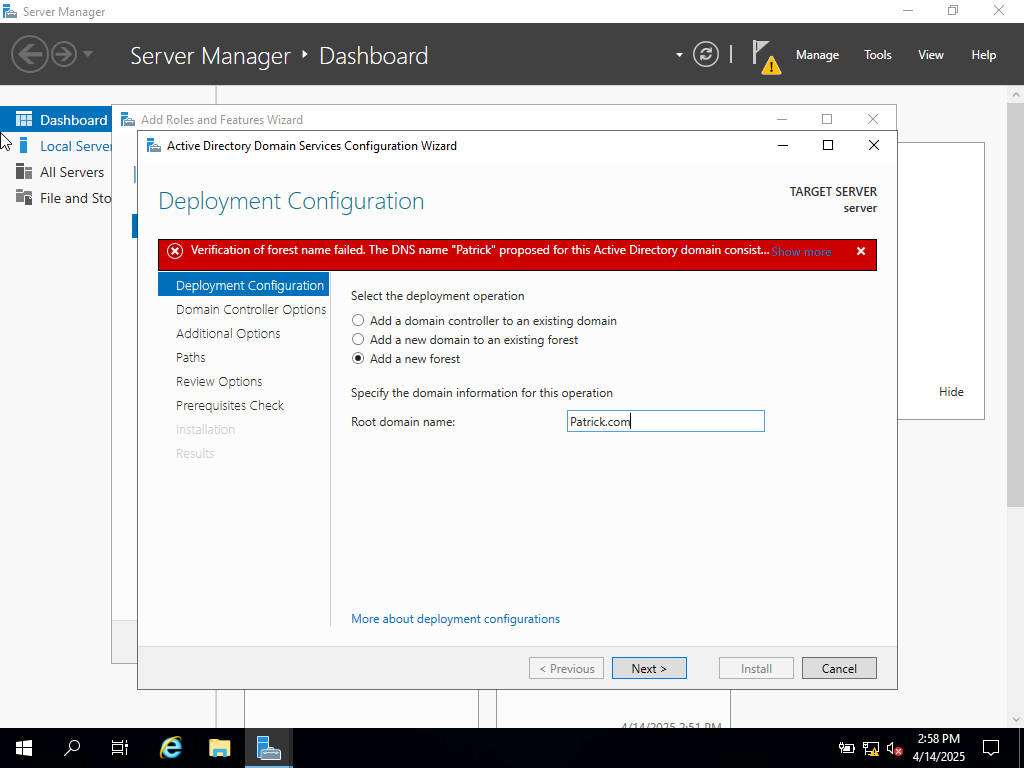 Server Manager
Server Manager ‣ Dashboard
Manage Tools View Help
Dashboard
Local Server
All Servers
File and Sto
Add Roles and Features Wizard
Active Directory Domain Services Configuration Wizard
Deployment Configuration
TARGET SERVER
server
Verification of forest name failed. The DNS name "Patrick" proposed for this Active Directory domain consist... Show more
Deployment Configuration
Domain Controller Options
Additional Options
Paths
Review Options
Prerequisites Check
Installation
Results
Select the deployment operation
Add a domain controller to an existing domain
Add a new domain to an existing forest
Add a new forest
Specify the domain information for this operation
Root domain name: Patrick.com
More about deployment configurations
Hide
< Previous Next > Install Cancel
4/14/2025 2:51 PM
2:58 PM
4/14/2025